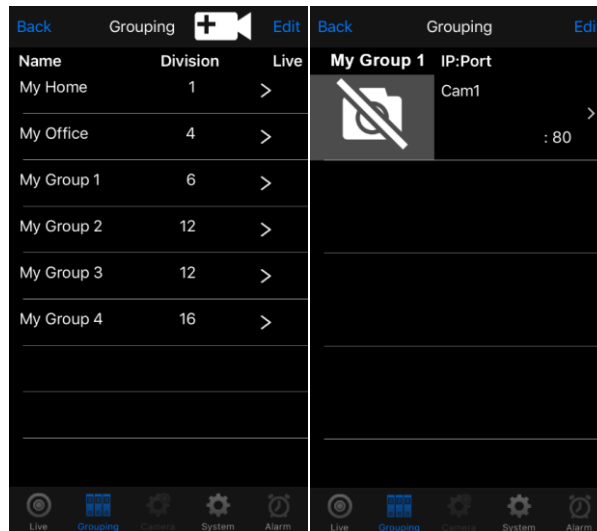 Back Grouping Edit
Name Division Live
My Home 1 >
My Office 4 >
My Group 1 6 >
My Group 2 12 >
My Group 3 12 >
My Group 4 16 >
Live Grouping Camera System Alarm
Back Grouping Edi
My Group 1 IP:Port
Cam1
>
: 80
Live Grouping Camera System Alarm